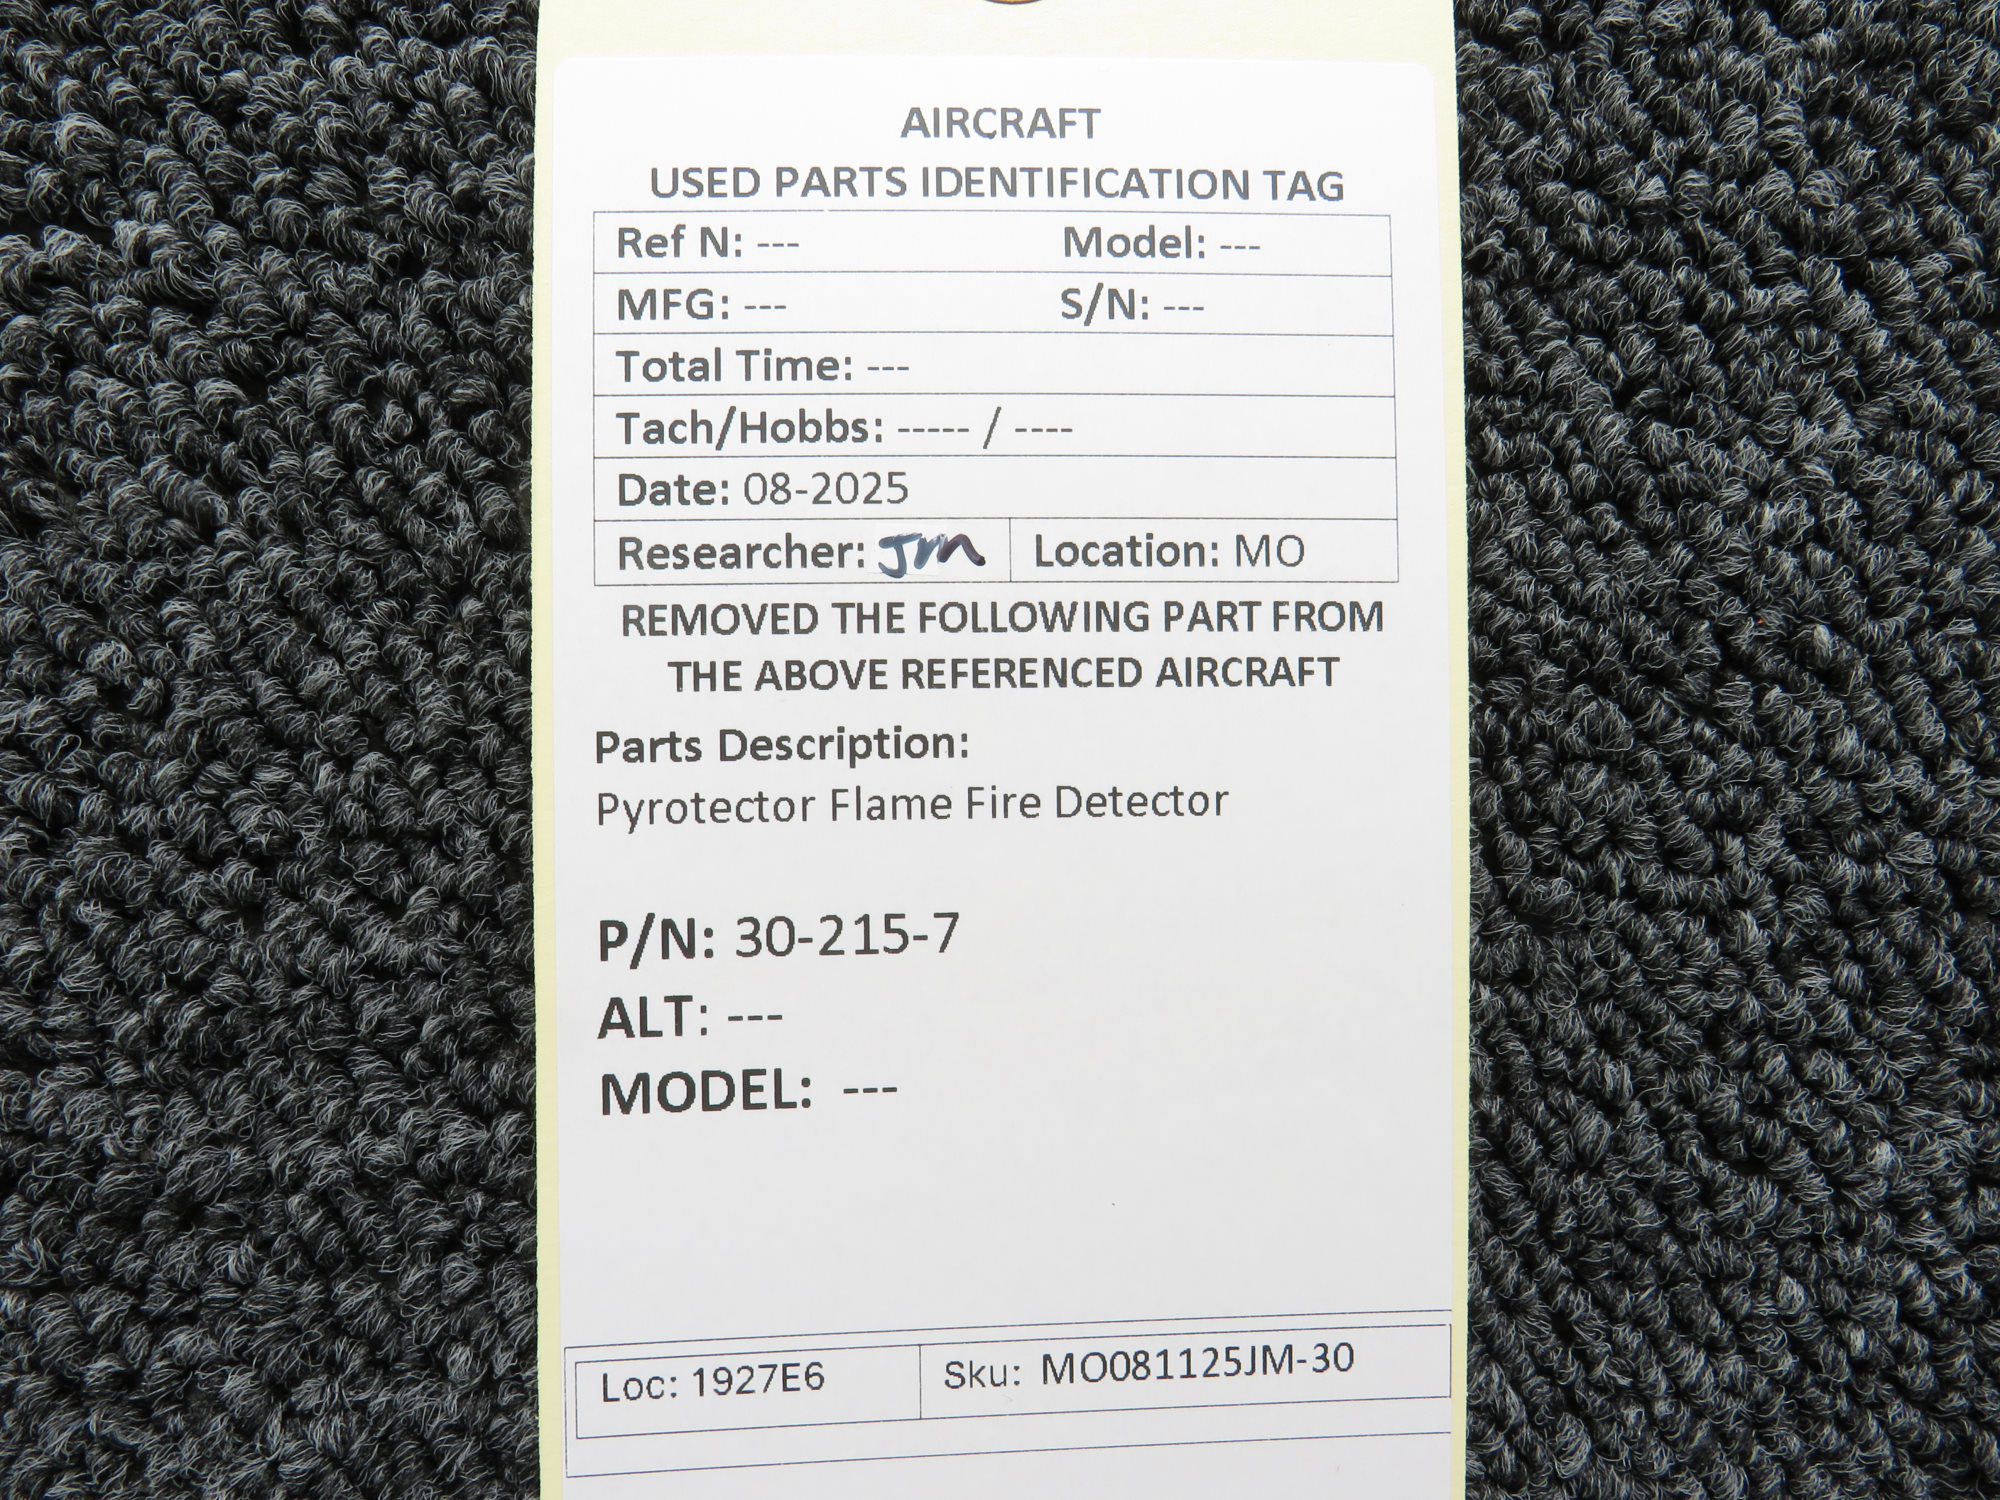 AIRCRAFT
USED PARTS IDENTIFICATION TAG
Ref N: --- Model: ---
MFG: --- S/N: ---
Total Time: ---
Tach/Hobbs: ----- / ----
Date: 08-2025
Researcher: JM Location: MO
REMOVED THE FOLLOWING PART FROM
THE ABOVE REFERENCED AIRCRAFT
Parts Description:
Pyrotector Flame Fire Detector
P/N: 30-215-7
ALT: ---
MODEL: ---
Loc: 1927E6 Sku: MO081125JM-30